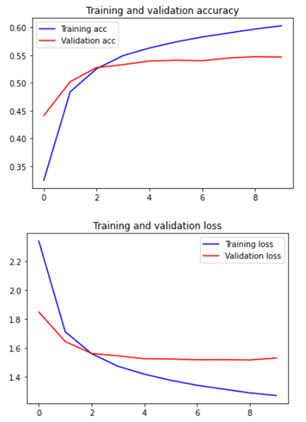 Training and validation accuracy
0.60
0.55
0.50
0.45
0.40
0.35
Training acc
Validation acc
0 2 4 6 8
Training and validation loss
2.2
2.0
1.8
1.6
1.4
Training loss
Validation loss
0 2 4 6 8